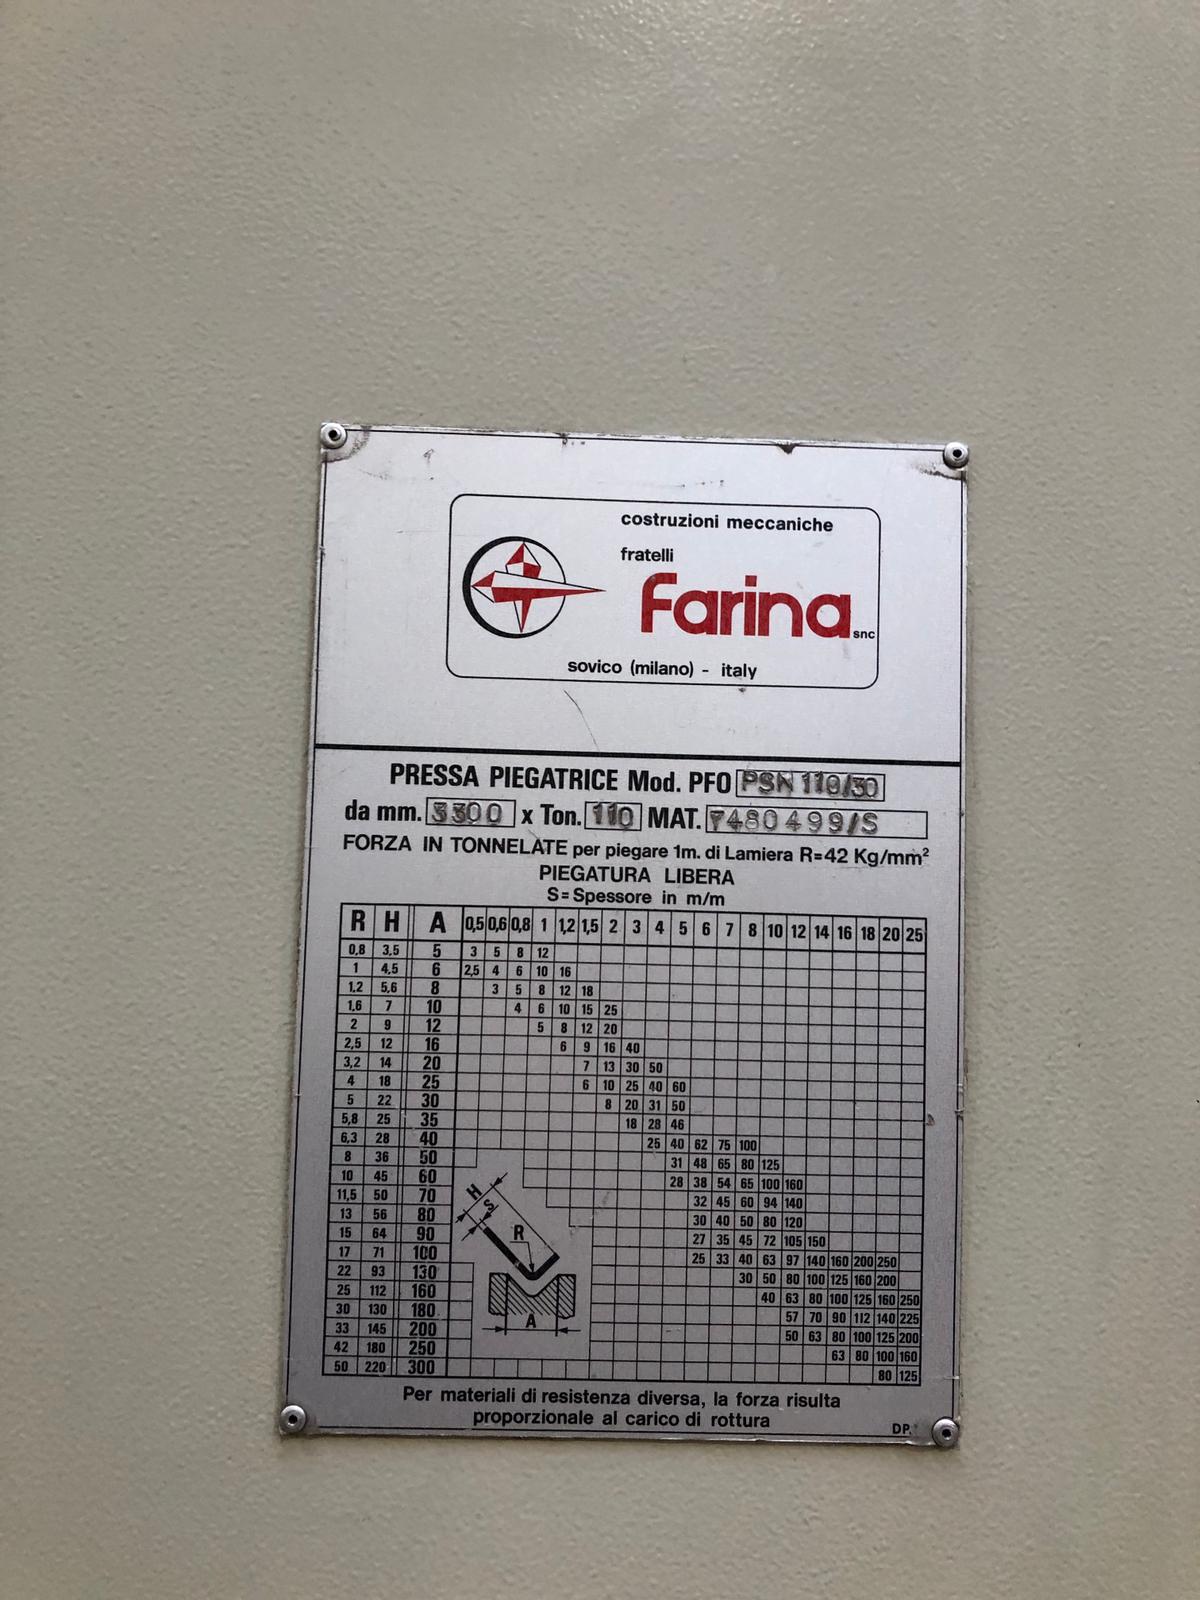 costruzioni meccaniche
fratelli
Farina snc
sovico (milano) - italy
PRESSA PIEGATRICE Mod. PFO PSN 110/30
da mm. 3300 x Ton. 110 MAT. 7480499/S
FORZA IN TONNELATE per piegare 1m. di Lamiera R=42 Kg/mm²
PIEGATURA LIBERA
S=Spessore in m/m
R H A 0,5 0,6 0,8 1 1,2 1,5 2 3 4 5 6 7 8 10 12 14 16 18 20 25
0,8 3,5 5 3 5 8 12
1 4,5 6 2,5 4 6 10 16
1,2 5,6 8 3 5 8 12 18
1,6 7 10 4 6 10 15 25
2 9 12 5 8 12 20
2,5 12 16 6 9 16 40
3,2 14 20 7 13 30 50
4 18 25 6 10 25 40 60
5 22 30 8 20 31 50
5,8 25 35 18 28 46
6,3 28 40 25 40 62 75 100
8 36 50 31 48 65 80 125
10 45 60 28 38 54 65 100 160
11,5 50 70 32 45 60 94 140
13 56 80 30 40 50 80 120
15 64 90 27 35 45 72 105 150
17 71 100 25 33 40 63 97 140 160 200 250
22 93 130 30 50 80 100 125 160 200
25 112 160 40 63 80 100 125 160 250
30 130 180 57 70 90 112 140 225
33 145 200 50 63 80 100 125 200
42 180 250 63 80 100 160
50 220 300 80 125
H
S
R
A
Per materiali di resistenza diversa, la forza risulta
proporzionale al carico di rottura
DP.